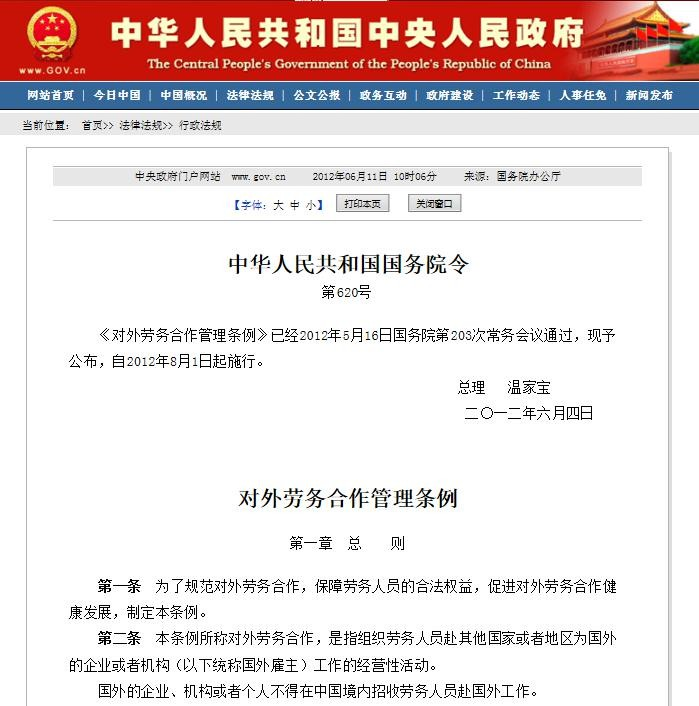 中华人民共和国中央人民政府
The Central People's Government of the People's Republic of China
www.GOV.cn
网站首页 | 今日中国 | 中国概况 | 法律法规 | 公文公报 | 政务互动 | 政府建设 | 工作动态 | 人事任免 | 新闻发布
当前位置: 首页>> 法律法规>> 行政法规
中央政府门户网站 www.gov.cn 2012年06月11日 10时06分 来源:国务院办公厅
【字体:大 中 小】 打印本页 关闭窗口
中华人民共和国国务院令
第620号
《对外劳务合作管理条例》已经2012年5月16日国务院第203次常务会议通过,现予
公布,自2012年8月1日起施行。
总理 温家宝
二〇一二年六月四日
对外劳务合作管理条例
第一章 总 则
第一条 为了规范对外劳务合作,保障劳务人员的合法权益,促进对外劳务合作健
康发展,制定本条例。
第二条 本条例所称对外劳务合作,是指组织劳务人员赴其他国家或者地区为国外
的企业或者机构(以下统称国外雇主)工作的经营性活动。
国外的企业、机构或者个人不得在中国境内招收劳务人员赴国外工作。